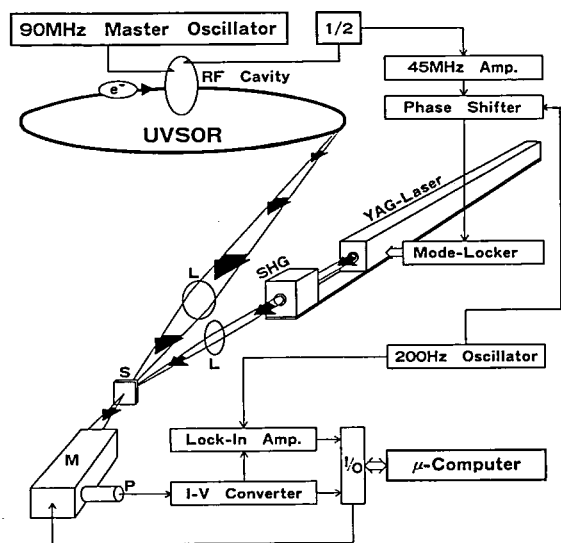 90MHz Master Oscillator
1/2
RF Cavity
45MHz Amp.
e⁻
Phase Shifter
UVSOR
YAG-Laser
SHG
Mode-Locker
L
L
S
200Hz Oscillator
M
Lock-In Amp.
I/O
μ-Computer
P
I-V Converter